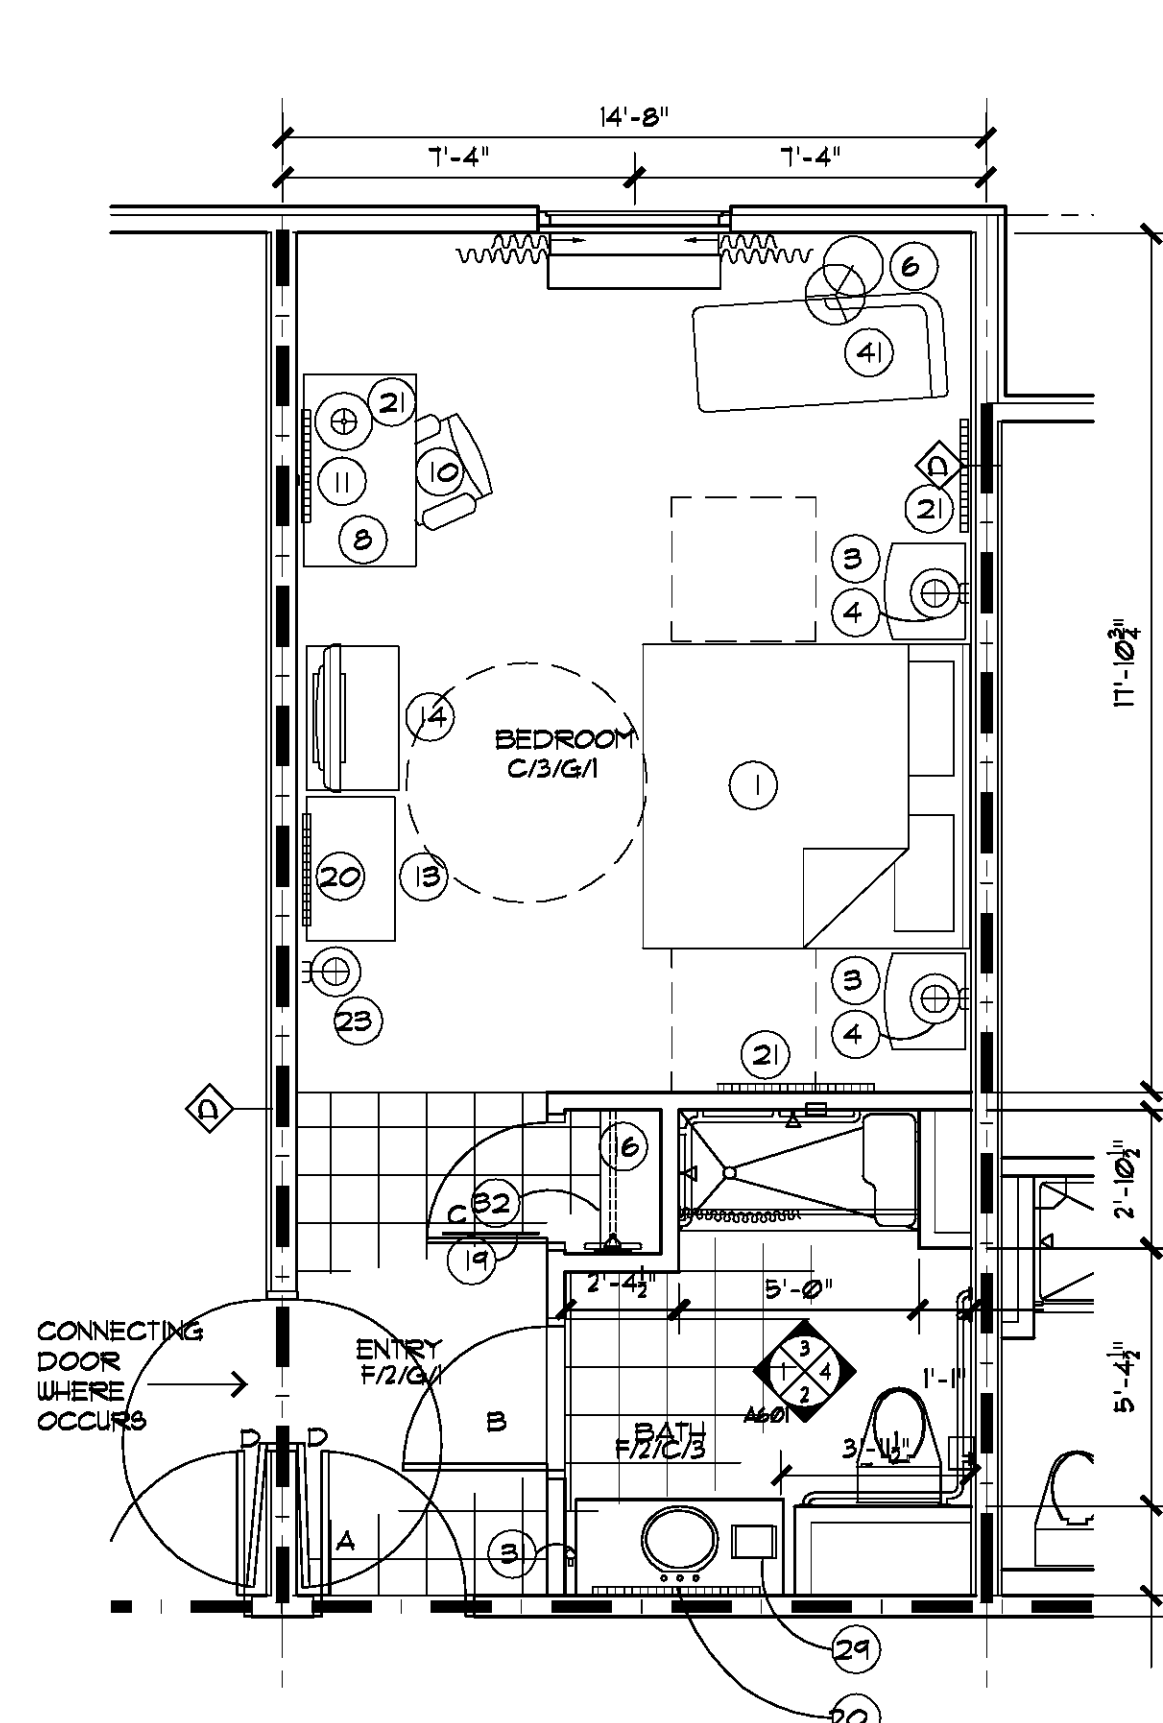 14'-8"
7'-4"
7'-4"
6
41
21
11
10
8
D
21
3
4
17'-10¾"
14
BEDROOM
C/3/G/1
1
20
13
3
23
4
21
D
6
2'-10½"
C
32
19
2'-4½"
5'-0"
CONNECTING
DOOR
WHERE
OCCURS
ENTRY
F/2/G/1
3
1
4
2
A601
1'-1"
5'-4½"
B
BATH
F/2/C/3
D
D
A
3
29
20